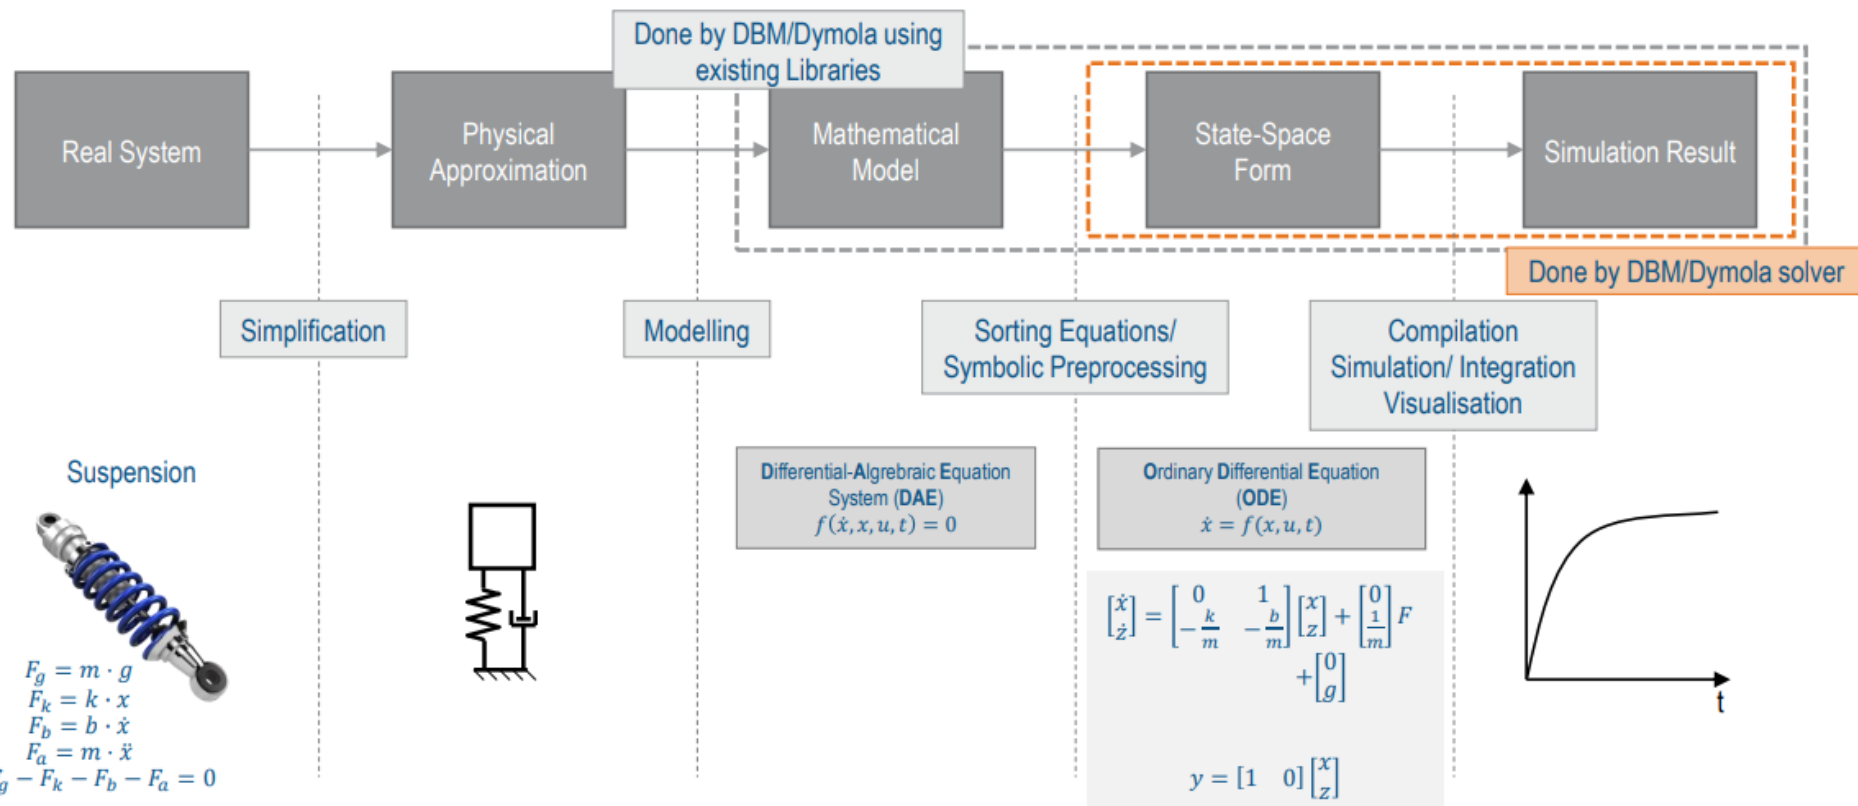 Done by DBM/Dymola using
existing Libraries
Real System
Physical
Approximation
Mathematical
Model
State-Space
Form
Simulation Result
Done by DBM/Dymola solver
Simplification
Modelling
Sorting Equations/
Symbolic Preprocessing
Compilation
Simulation/ Integration
Visualisation
Suspension
F_g = m · g
F_k = k · x
F_b = b · ẋ
F_a = m · ẍ
g − F_k − F_b − F_a = 0
Differential-Algrebraic Equation
System (DAE)
f(ẋ, x, u, t) = 0
Ordinary Differential Equation
(ODE)
ẋ = f(x, u, t)
[ẋ; ż] = [0 1; −k/m −b/m] [x; z] + [0; 1/m] F
+ [0; g]
y = [1 0] [x; z]
t